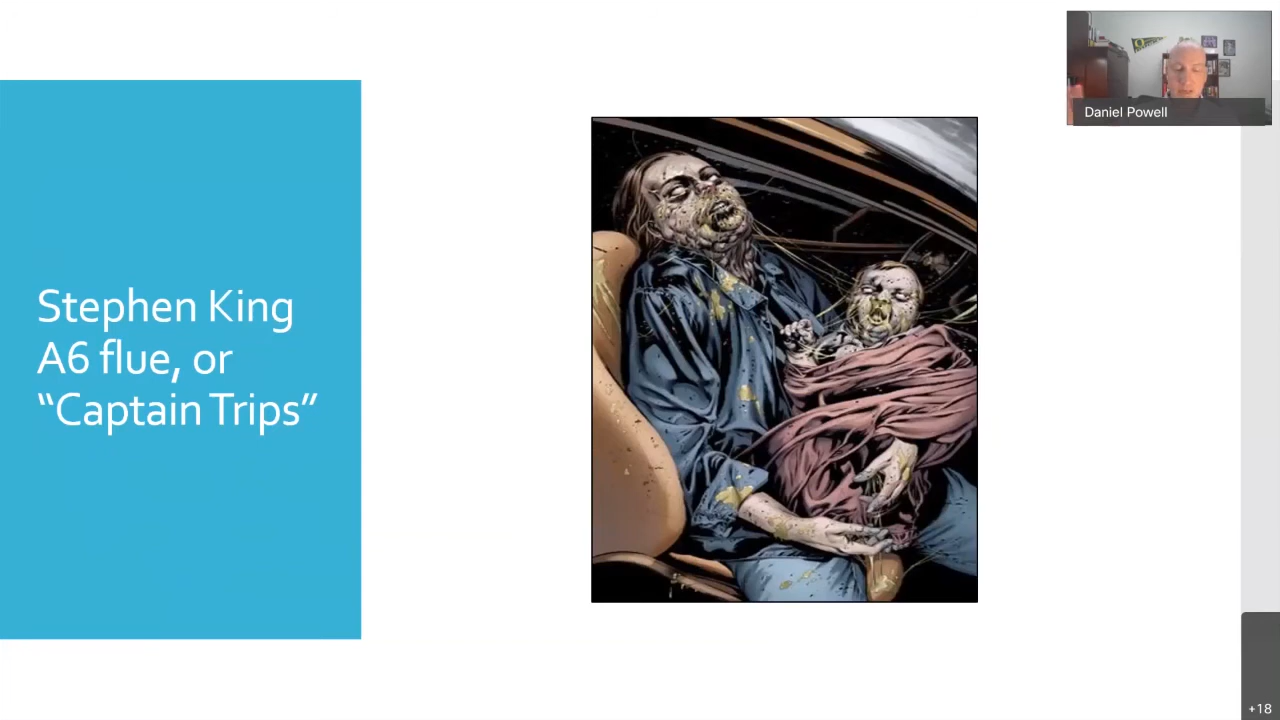 Daniel Powell
Stephen King
A6 flue, or
“Captain Trips”
+18